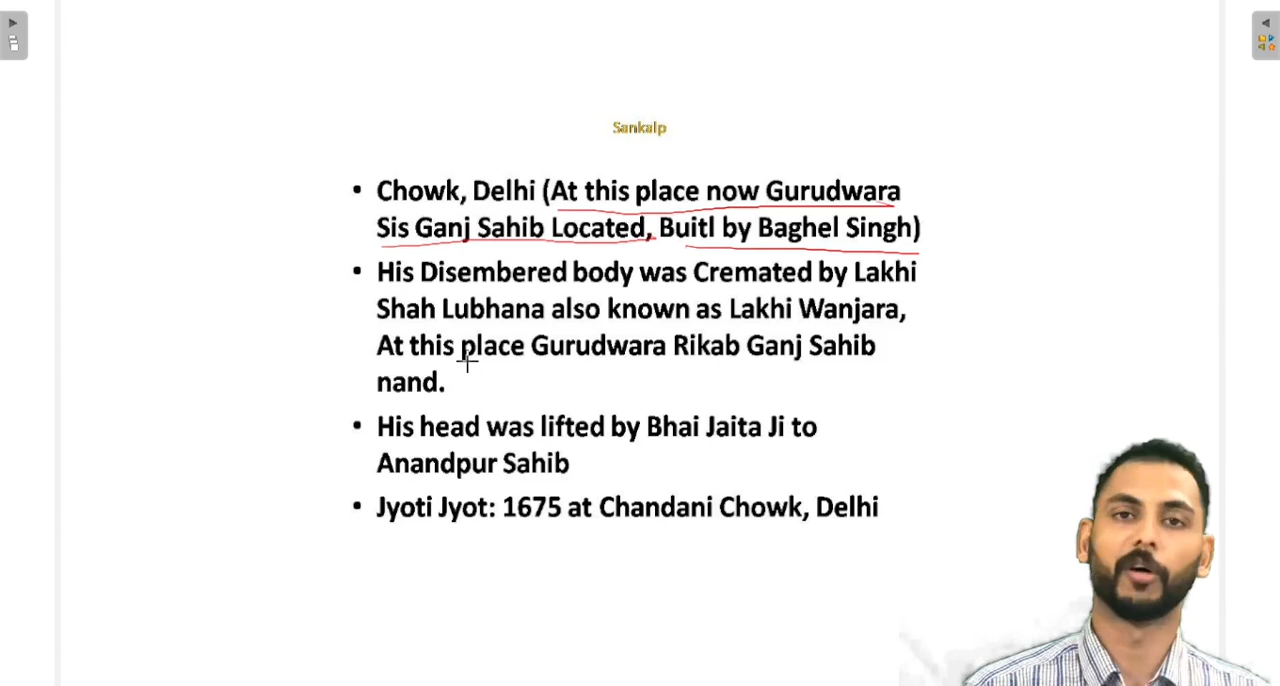 Sankalp
• Chowk, Delhi (At this place now Gurudwara
Sis Ganj Sahib Located, Buitl by Baghel Singh)
• His Disembered body was Cremated by Lakhi
Shah Lubhana also known as Lakhi Wanjara,
At this place Gurudwara Rikab Ganj Sahib
nand.
• His head was lifted by Bhai Jaita Ji to
Anandpur Sahib
• Jyoti Jyot: 1675 at Chandani Chowk, Delhi